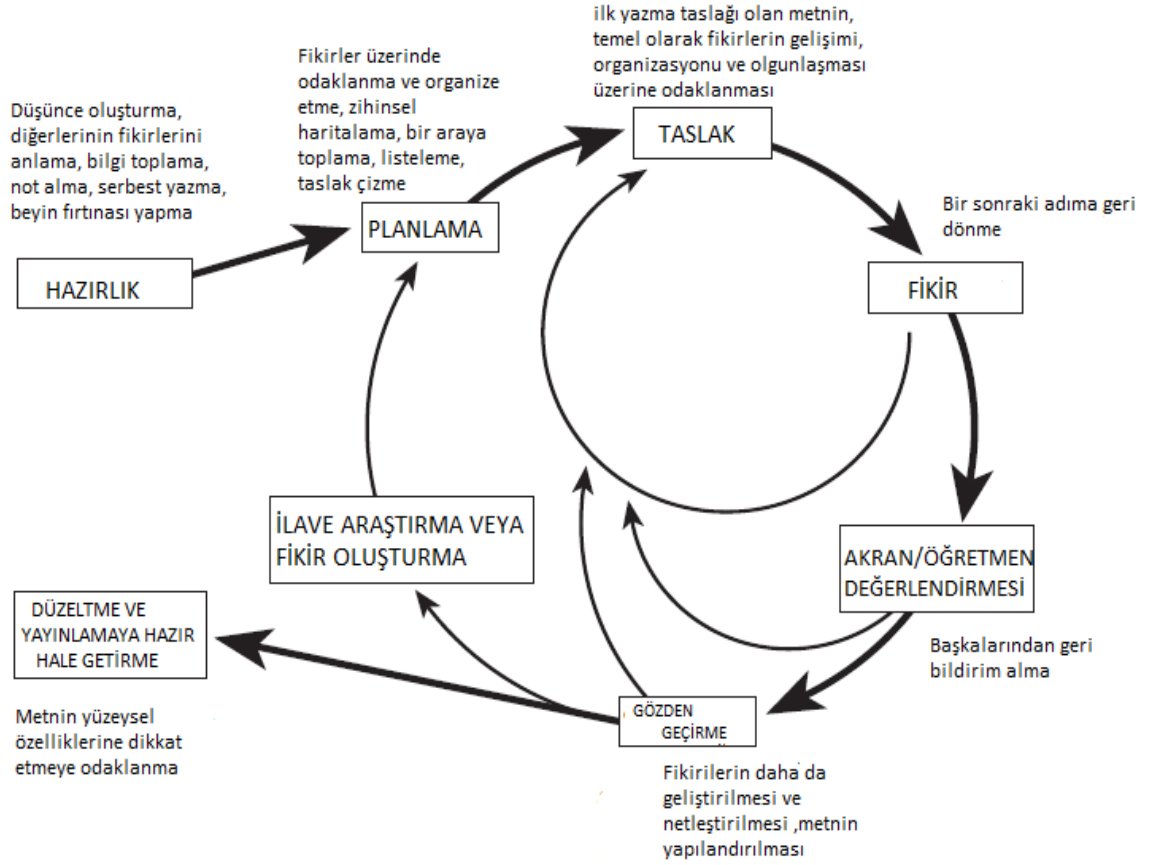 Düşünce oluşturma,
diğerlerinin fikirlerini
anlama, bilgi toplama,
not alma, serbest yazma,
beyin fırtınası yapma
HAZIRLIK
Fikirler üzerinde
odaklanma ve organize
etme, zihinsel
haritalama, bir araya
toplama, listeleme,
taslak çizme
PLANLAMA
ilk yazma taslağı olan metnin,
temel olarak fikirlerin gelişimi,
organizasyonu ve olgunlaşması
üzerine odaklanması
TASLAK
Bir sonraki adıma geri
dönme
FİKİR
AKRAN/ÖĞRETMEN
DEĞERLENDİRMESİ
Başkalarından geri
bildirim alma
GÖZDEN
GEÇİRME
Fikirilerin daha da
geliştirilmesi ve
netleştirilmesi ,metnin
yapılandırılması
İLAVE ARAŞTIRMA VEYA
FİKİR OLUŞTURMA
DÜZELTME VE
YAYINLAMAYA HAZIR
HALE GETİRME
Metnin yüzeysel
özelliklerine dikkat
etmeye odaklanma